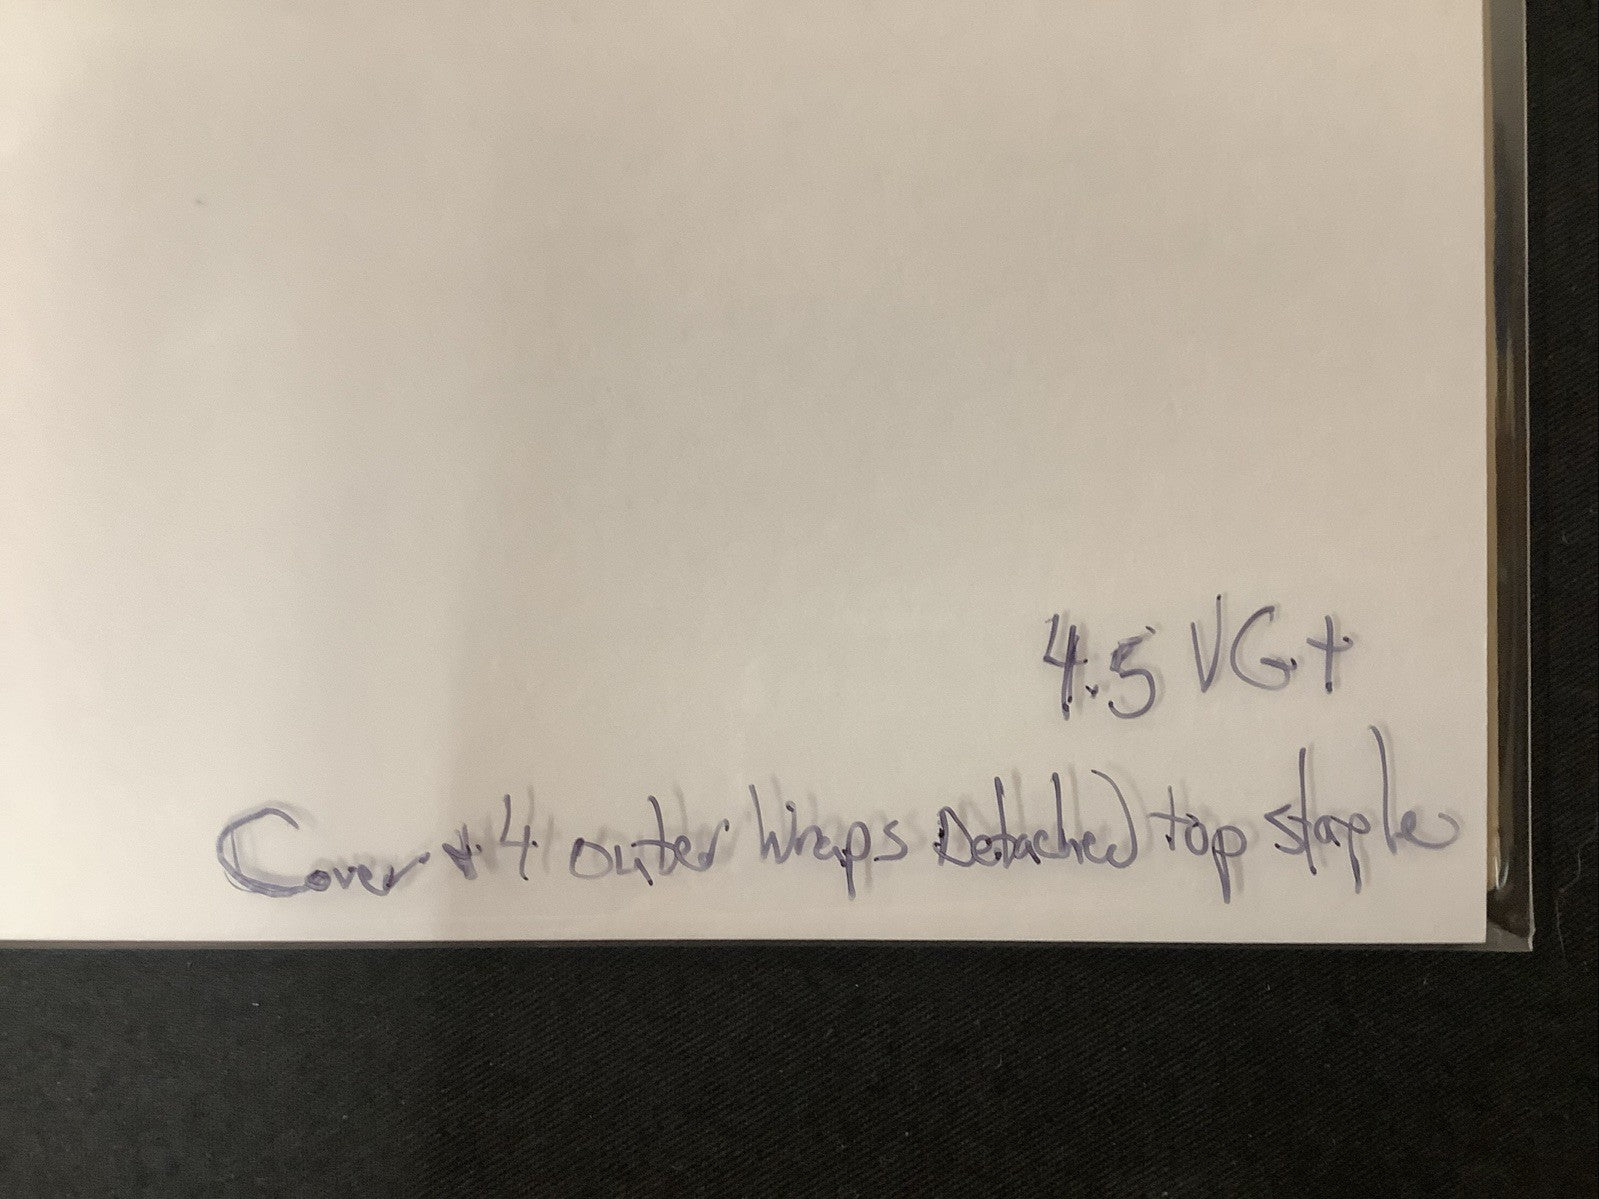 4.5 VG+
Cover + 4 outer Wraps Detached top staple